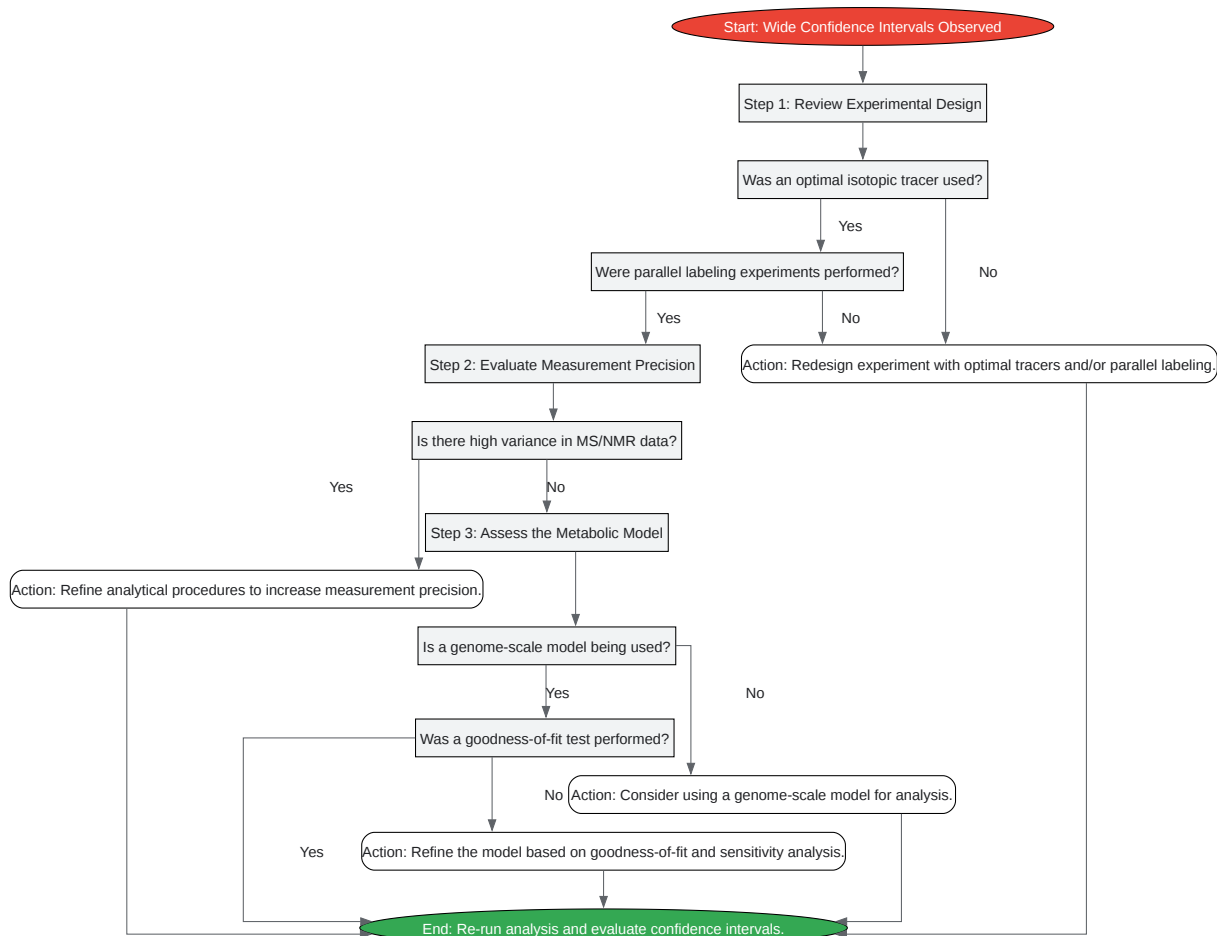 Start: Wide Confidence Intervals Observed
Step 1: Review Experimental Design
Was an optimal isotopic tracer used?
Yes
Were parallel labeling experiments performed?
No
Yes
No
Step 2: Evaluate Measurement Precision
Action: Redesign experiment with optimal tracers and/or parallel labeling.
Is there high variance in MS/NMR data?
Yes
No
Step 3: Assess the Metabolic Model
Action: Refine analytical procedures to increase measurement precision.
Is a genome-scale model being used?
Yes
No
Was a goodness-of-fit test performed?
No
Action: Consider using a genome-scale model for analysis.
Yes
Action: Refine the model based on goodness-of-fit and sensitivity analysis.
End: Re-run analysis and evaluate confidence intervals.